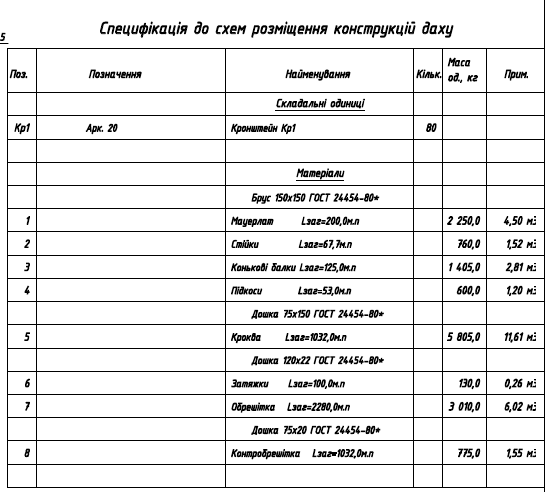 Специфікація до схем розміщення конструкцій даху
5
Поз. Позначення Найменування Кільк. Маса од., кг Прим.
Складальні одиниці
Кр1 Арк. 20 Кронштейн Кр1 80
Матеріали
Брус 150х150 ГОСТ 24454-80*
1 Мауерлат Lзаг=200,0м.п 2 250,0 4,50 м3
2 Стійки Lзаг=67,7м.п 760,0 1,52 м3
3 Конькові балки Lзаг=125,0м.п 1 405,0 2,81 м3
4 Підкоси Lзаг=53,0м.п 600,0 1,20 м3
Дошка 75х150 ГОСТ 24454-80*
5 Кроква Lзаг=1032,0м.п 5 805,0 11,61 м3
Дошка 120х22 ГОСТ 24454-80*
6 Затяжки Lзаг=100,0м.п 130,0 0,26 м3
7 Обрешітка Lзаг=2280,0м.п 3 010,0 6,02 м3
Дошка 75х20 ГОСТ 24454-80*
8 Контробрешітка Lзаг=1032,0м.п 775,0 1,55 м3